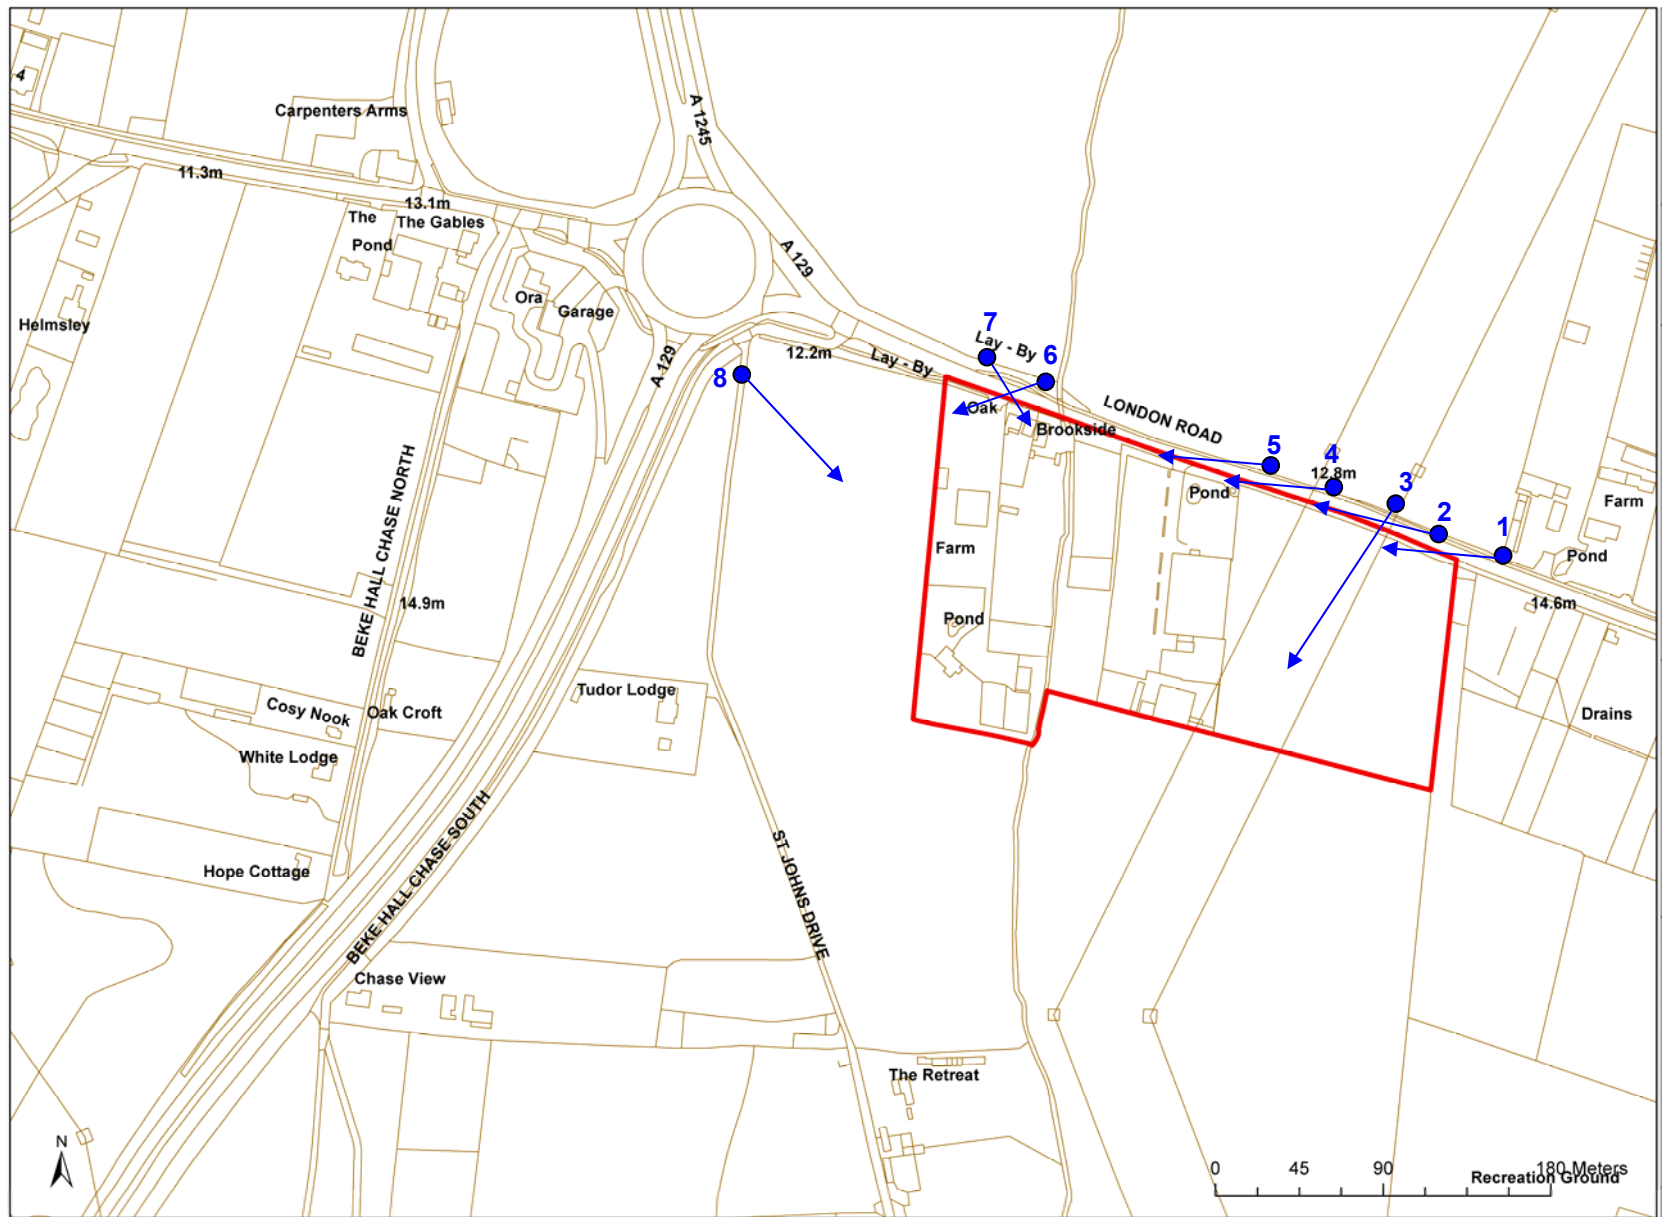 4
Carpenters Arms
A 1245
11.3m
13.1m
The
The Gables
Pond
A 129
Ora
Garage
Helmsley
7
Lay - By
6
12.2m
Lay - By
A 129
8
Oak
LONDON ROAD
Brookside
5
4
12.8m
3
Pond
2
1
Farm
Pond
BEKE HALL CHASE NORTH
Farm
14.9m
14.6m
Pond
Tudor Lodge
Cosy Nook
Oak Croft
Drains
White Lodge
BEKE HALL CHASE SOUTH
ST JOHNS DRIVE
Hope Cottage
Chase View
The Retreat
N
0 45 90 180 Meters
Recreation Ground